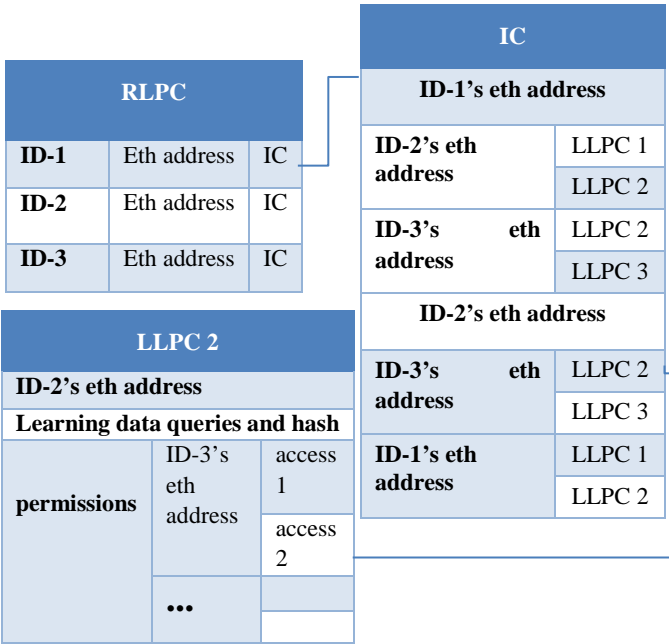 RLPC
ID-1 Eth address IC
ID-2 Eth address IC
ID-3 Eth address IC
IC
ID-1's eth address
ID-2's eth
address
LLPC 1
LLPC 2
ID-3's eth
address
LLPC 2
LLPC 3
ID-2's eth address
ID-3's eth
address
LLPC 2
LLPC 3
ID-1's eth
address
LLPC 1
LLPC 2
LLPC 2
ID-2's eth address
Learning data queries and hash
permissions
ID-3's
eth
address
access
1
access
2
...